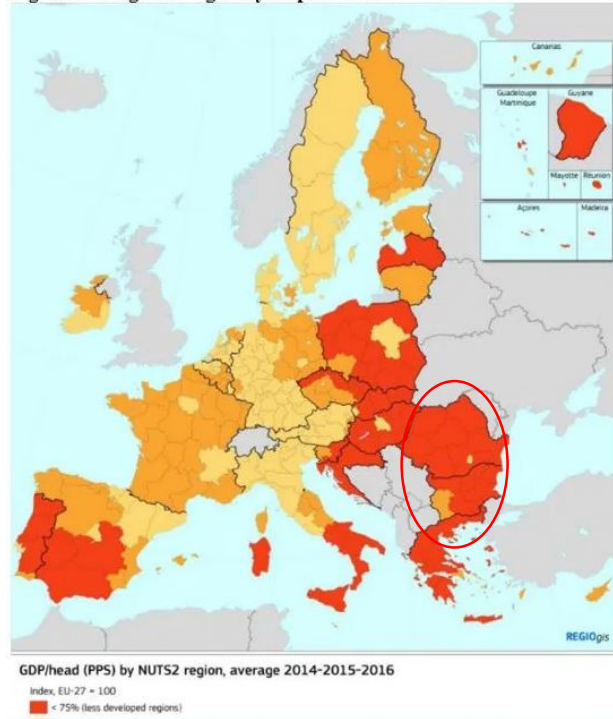 Canarias
Guadeloupe
Martinique
Guyane
Mayotte
Réunion
Açores
Madeira
REGIOgis
GDP/head (PPS) by NUTS2 region, average 2014-2015-2016
Index, EU-27 = 100
< 75% (less developed regions)